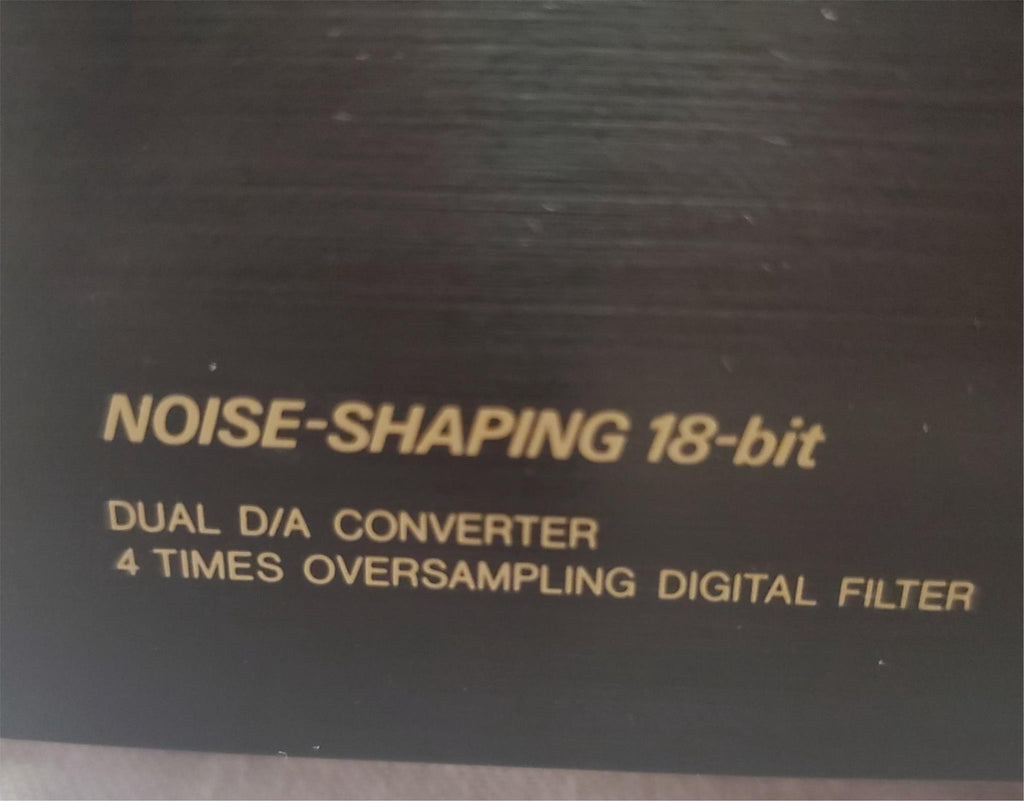 NOISE-SHAPING 18-bit
DUAL D/A CONVERTER
4 TIMES OVERSAMPLING DIGITAL FILTER